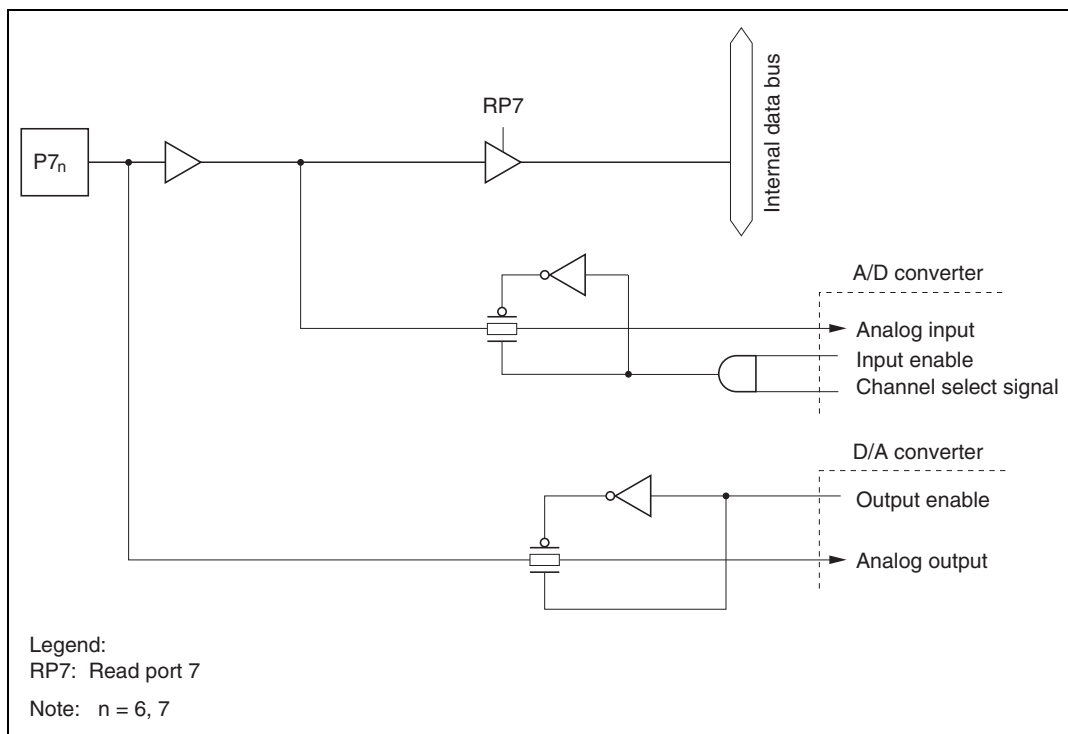 RP7
P7n
Internal data bus
A/D converter
Analog input
Input enable
Channel select signal
D/A converter
Output enable
Analog output
Legend:
RP7: Read port 7
Note: n = 6, 7